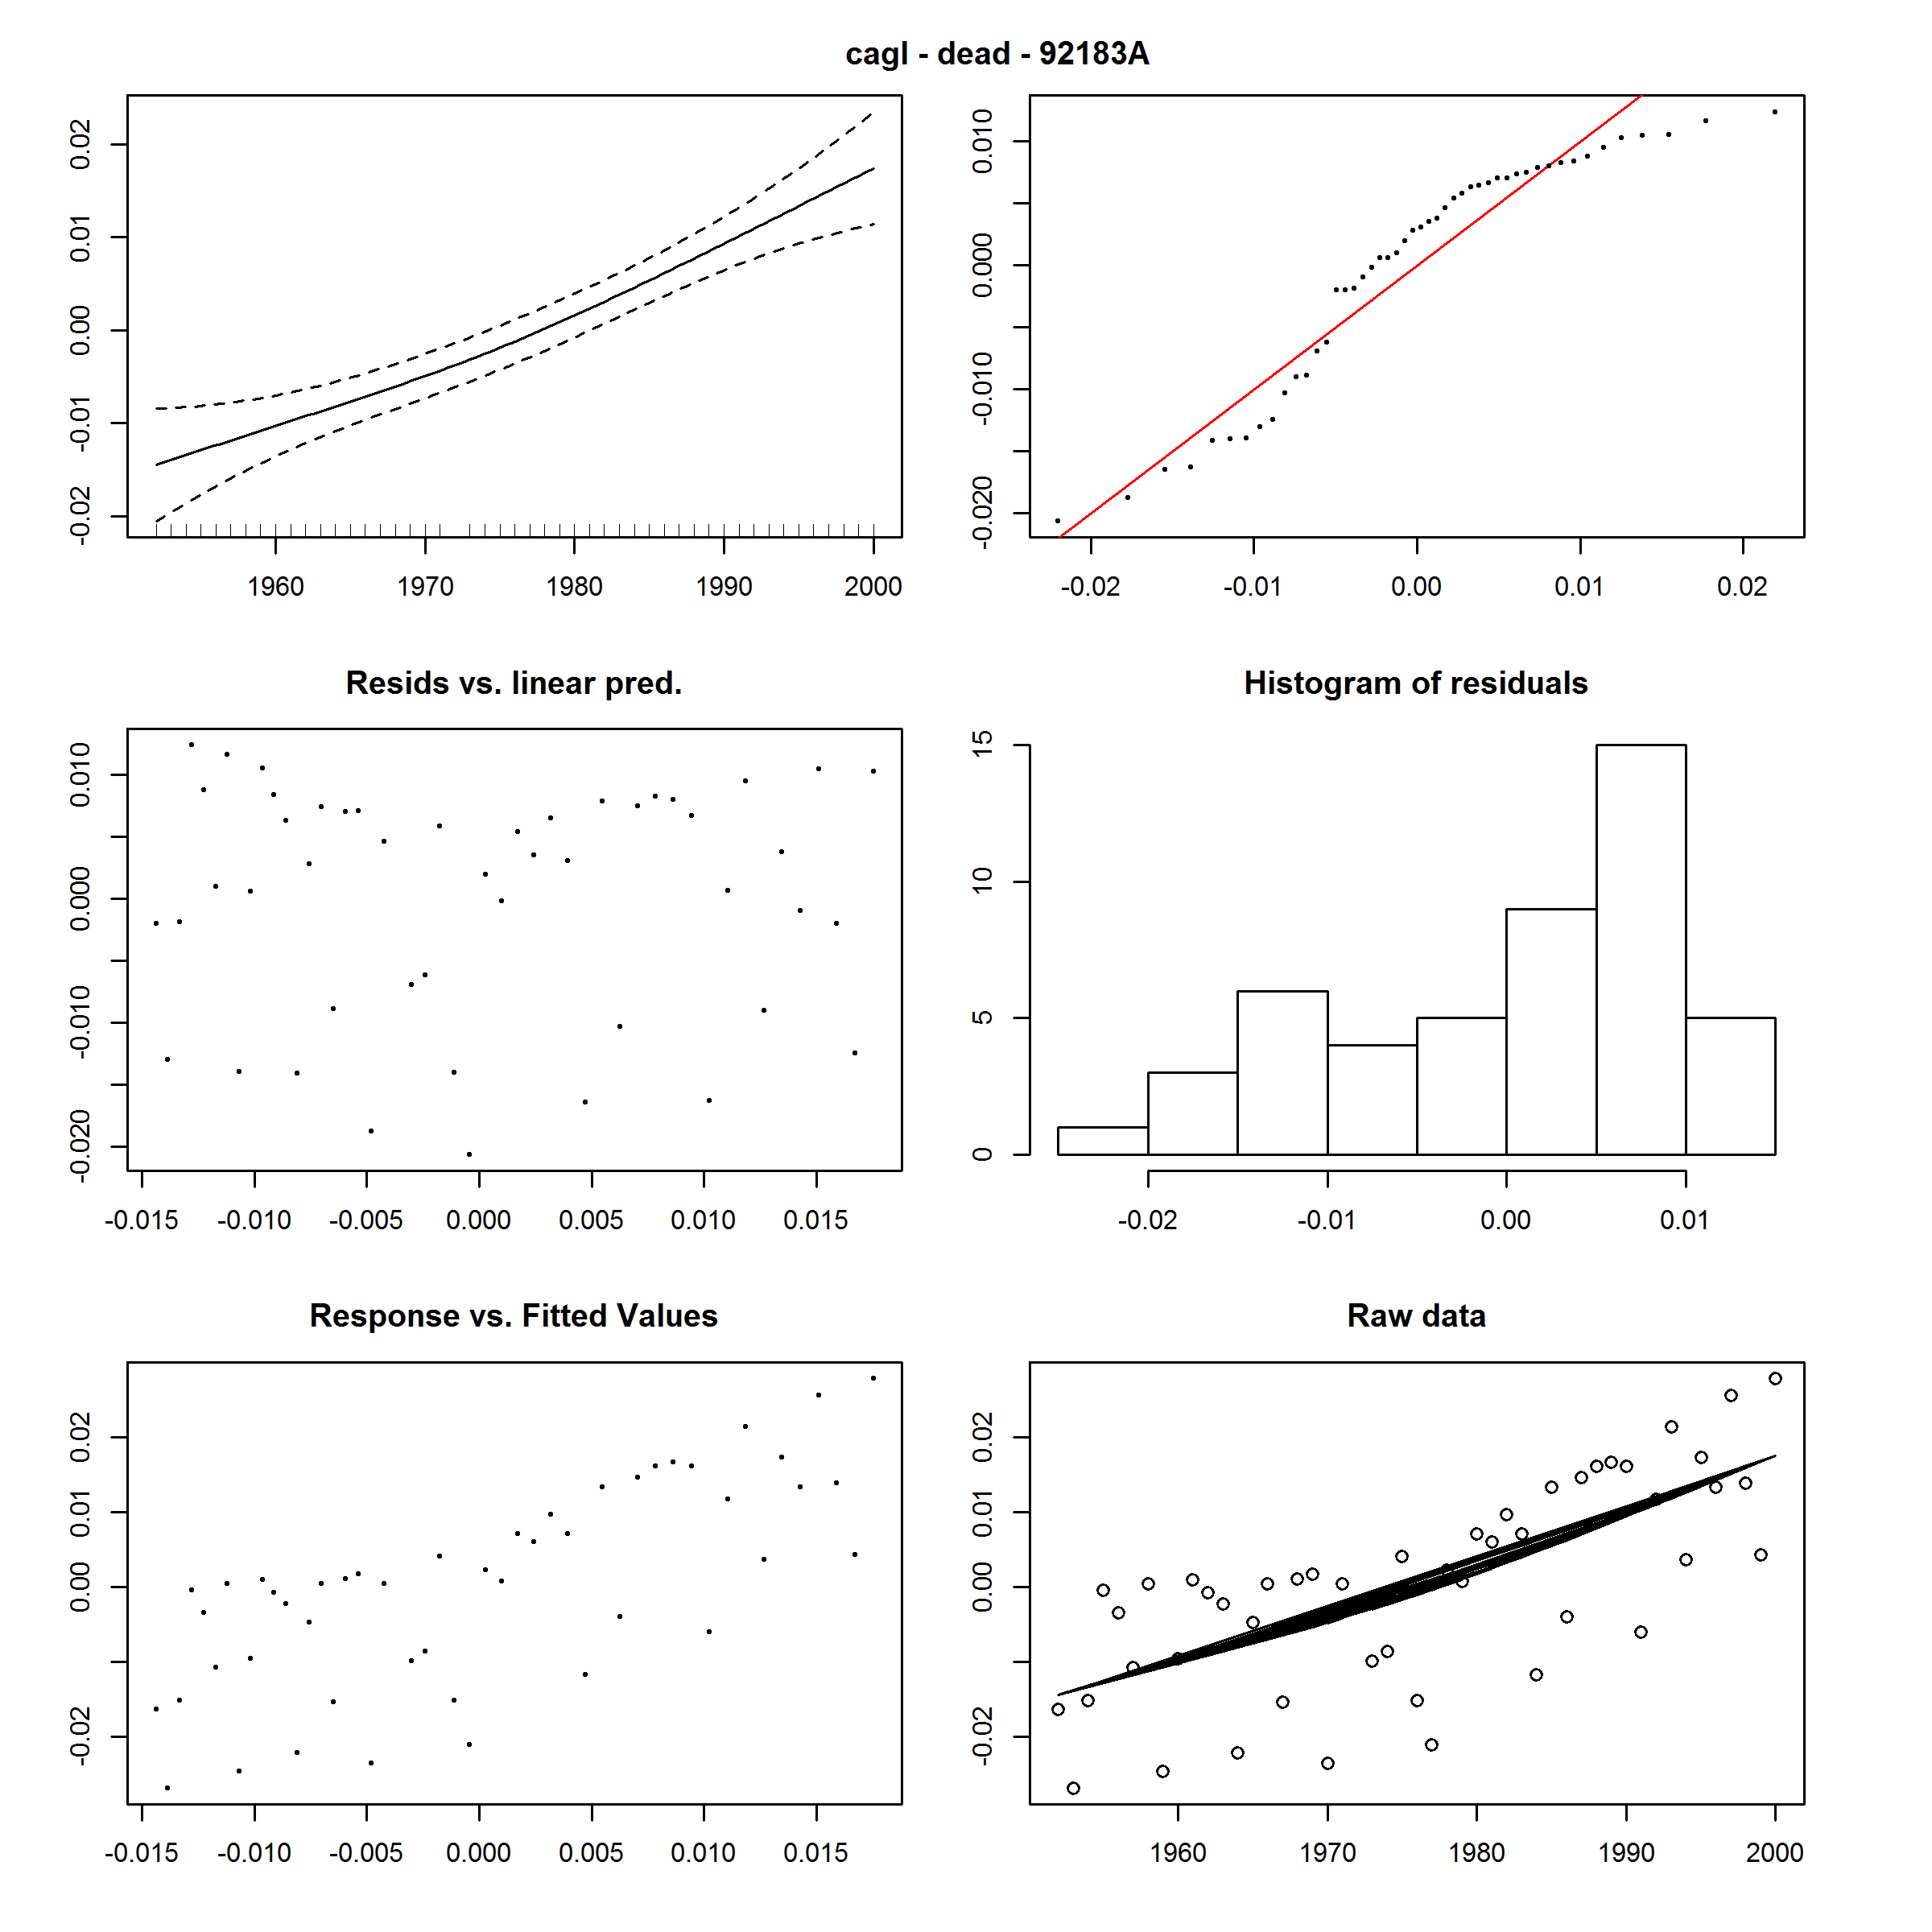 cagl - dead - 92183A
0.02
0.01
0.00
-0.01
-0.02
1960 1970 1980 1990 2000
0.010
0.000
-0.010
-0.020
-0.02 -0.01 0.00 0.01 0.02
Resids vs. linear pred.
0.010
0.000
-0.010
-0.020
-0.015 -0.010 -0.005 0.000 0.005 0.010 0.015
Histogram of residuals
15
10
5
0
-0.02 -0.01 0.00 0.01
Response vs. Fitted Values
0.02
0.01
0.00
-0.02
-0.015 -0.010 -0.005 0.000 0.005 0.010 0.015
Raw data
0.02
0.01
0.00
-0.02
1960 1970 1980 1990 2000